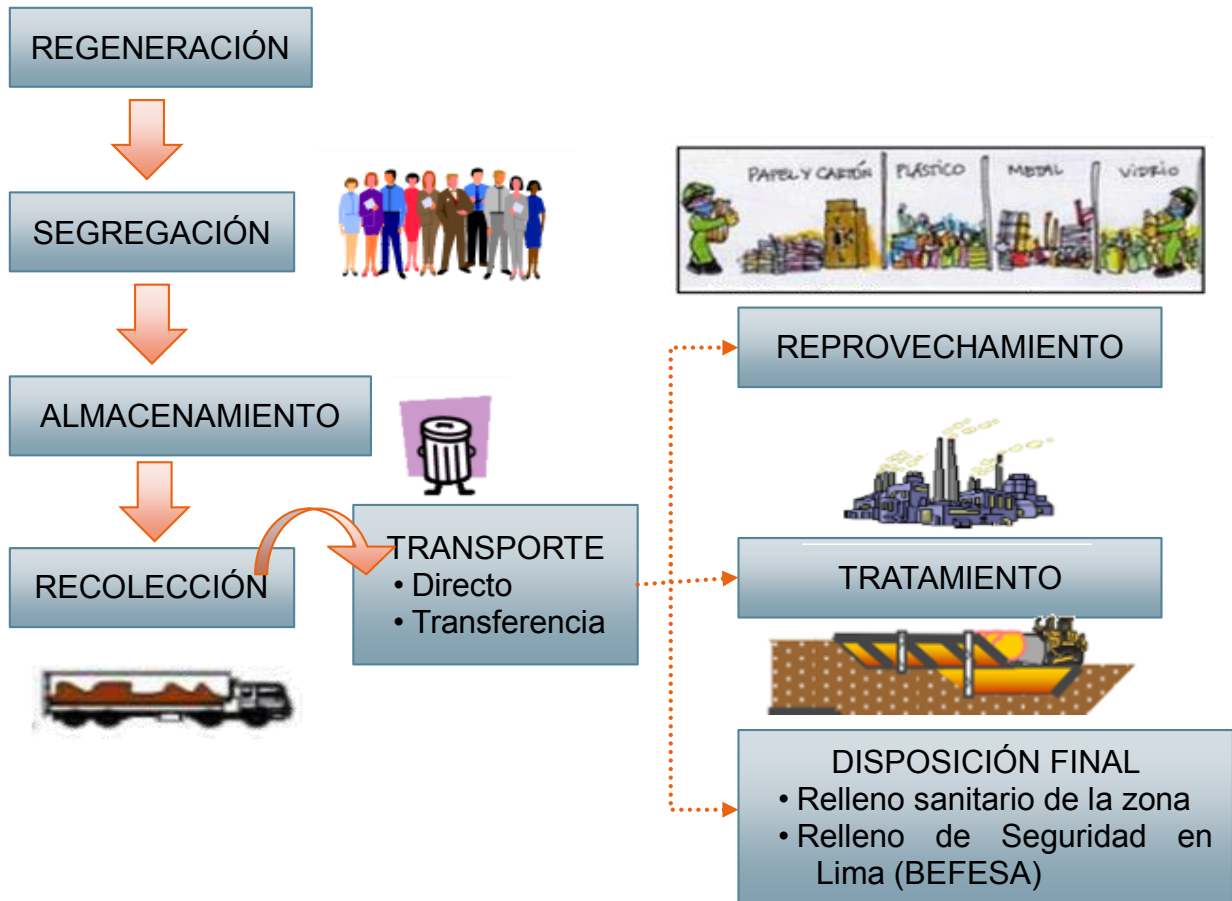 REGENERACIÓN
SEGREGACIÓN
ALMACENAMIENTO
RECOLECCIÓN
TRANSPORTE
• Directo
• Transferencia
PAPEL Y CARTÓN
PLÁSTICO
METAL
VIDRIO
REPROVECHAMIENTO
TRATAMIENTO
DISPOSICIÓN FINAL
• Relleno sanitario de la zona
• Relleno de Seguridad en
Lima (BEFESA)